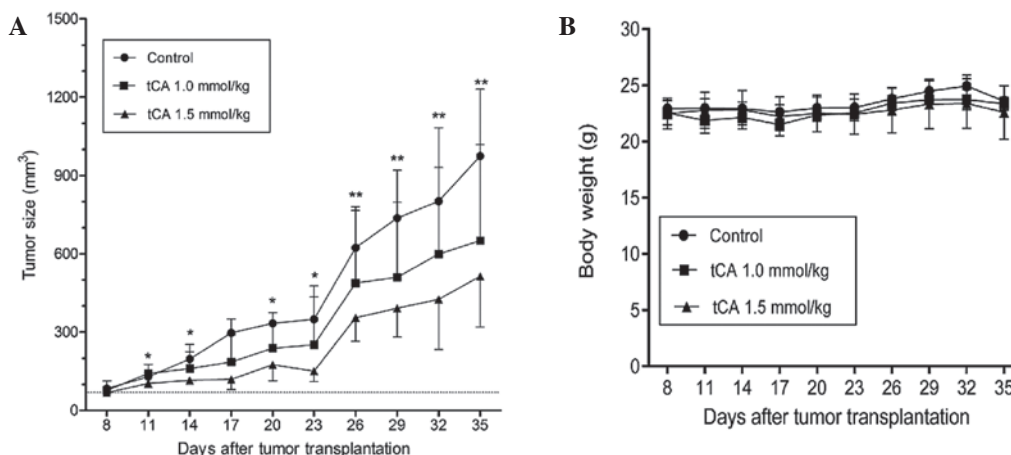 A
Tumor size (mm³)
1500
1200
900
600
300
0
Control
tCA 1.0 mmol/kg
tCA 1.5 mmol/kg
*
*
*
*
**
**
**
**
8 11 14 17 20 23 26 29 32 35
Days after tumor transplantation
B
Body weight (g)
30
25
20
15
10
5
0
Control
tCA 1.0 mmol/kg
tCA 1.5 mmol/kg
8 11 14 17 20 23 26 29 32 35
Days after tumor transplantation